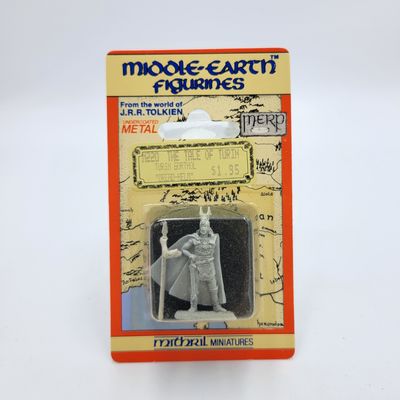 MIDDLE-EARTH™
FIGURINES
From the world of
J.R.R. TOLKIEN
UNDERCOATED
METAL
MERP
THE TALE OF TURIN
$1.95
mithril MINIATURES